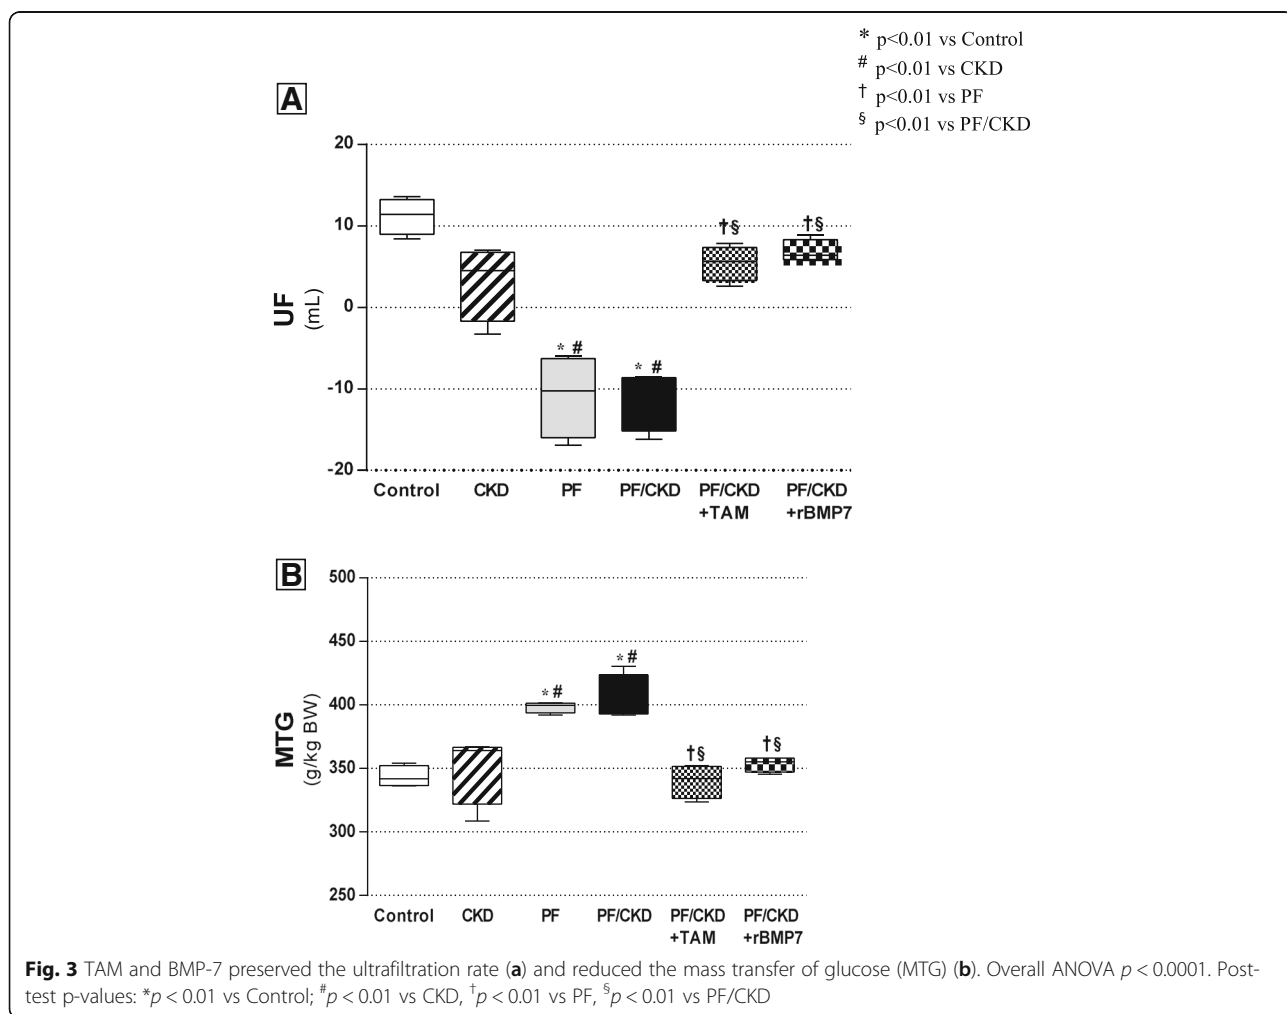 * p<0.01 vs Control
# p<0.01 vs CKD
† p<0.01 vs PF
§ p<0.01 vs PF/CKD
A
20
10
0
-10
-20
UF
(mL)
†§
†§
* #
* #
Control CKD PF PF/CKD PF/CKD PF/CKD
+TAM +rBMP7
B
500
450
400
350
300
250
MTG
(g/kg BW)
*#
*#
†§
†§
Control CKD PF PF/CKD PF/CKD PF/CKD
+TAM +rBMP7
Fig. 3 TAM and BMP-7 preserved the ultrafiltration rate (a) and reduced the mass transfer of glucose (MTG) (b). Overall ANOVA p < 0.0001. Post-
test p-values: *p < 0.01 vs Control; #p < 0.01 vs CKD, †p < 0.01 vs PF, §p < 0.01 vs PF/CKD